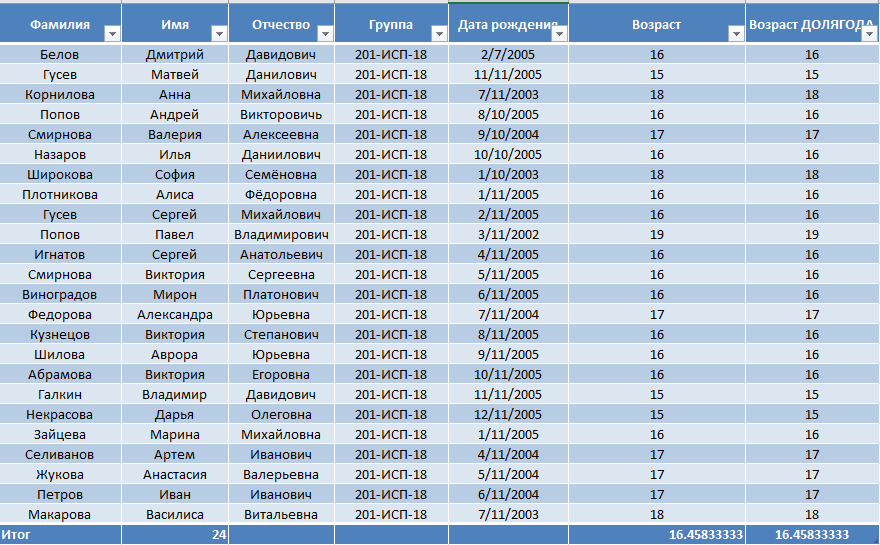 Фамилия Имя Отчество Группа Дата рождения Возраст Возраст ДОЛЯГОДА
Белов Дмитрий Давидович 201-ИСП-18 2/7/2005 16 16
Гусев Матвей Данилович 201-ИСП-18 11/11/2005 15 15
Корнилова Анна Михайловна 201-ИСП-18 7/11/2003 18 18
Попов Андрей Викторовичь 201-ИСП-18 8/10/2005 16 16
Смирнова Валерия Алексеевна 201-ИСП-18 9/10/2004 17 17
Назаров Илья Даниилович 201-ИСП-18 10/10/2005 16 16
Широкова София Семёновна 201-ИСП-18 1/10/2003 18 18
Плотникова Алиса Фёдоровна 201-ИСП-18 1/11/2005 16 16
Гусев Сергей Михайлович 201-ИСП-18 2/11/2005 16 16
Попов Павел Владимирович 201-ИСП-18 3/11/2002 19 19
Игнатов Сергей Анатольевич 201-ИСП-18 4/11/2005 16 16
Смирнова Виктория Сергеевна 201-ИСП-18 5/11/2005 16 16
Виноградов Мирон Платонович 201-ИСП-18 6/11/2005 16 16
Федорова Александра Юрьевна 201-ИСП-18 7/11/2004 17 17
Кузнецов Виктория Степанович 201-ИСП-18 8/11/2005 16 16
Шилова Аврора Юрьевна 201-ИСП-18 9/11/2005 16 16
Абрамова Виктория Егоровна 201-ИСП-18 10/11/2005 16 16
Галкин Владимир Давидович 201-ИСП-18 11/11/2005 15 15
Некрасова Дарья Олеговна 201-ИСП-18 12/11/2005 15 15
Зайцева Марина Михайловна 201-ИСП-18 1/11/2005 16 16
Селиванов Артем Иванович 201-ИСП-18 4/11/2004 17 17
Жукова Анастасия Валерьевна 201-ИСП-18 5/11/2004 17 17
Петров Иван Иванович 201-ИСП-18 6/11/2004 17 17
Макарова Василиса Витальевна 201-ИСП-18 7/11/2003 18 18
Итог 24 16.45833333 16.45833333